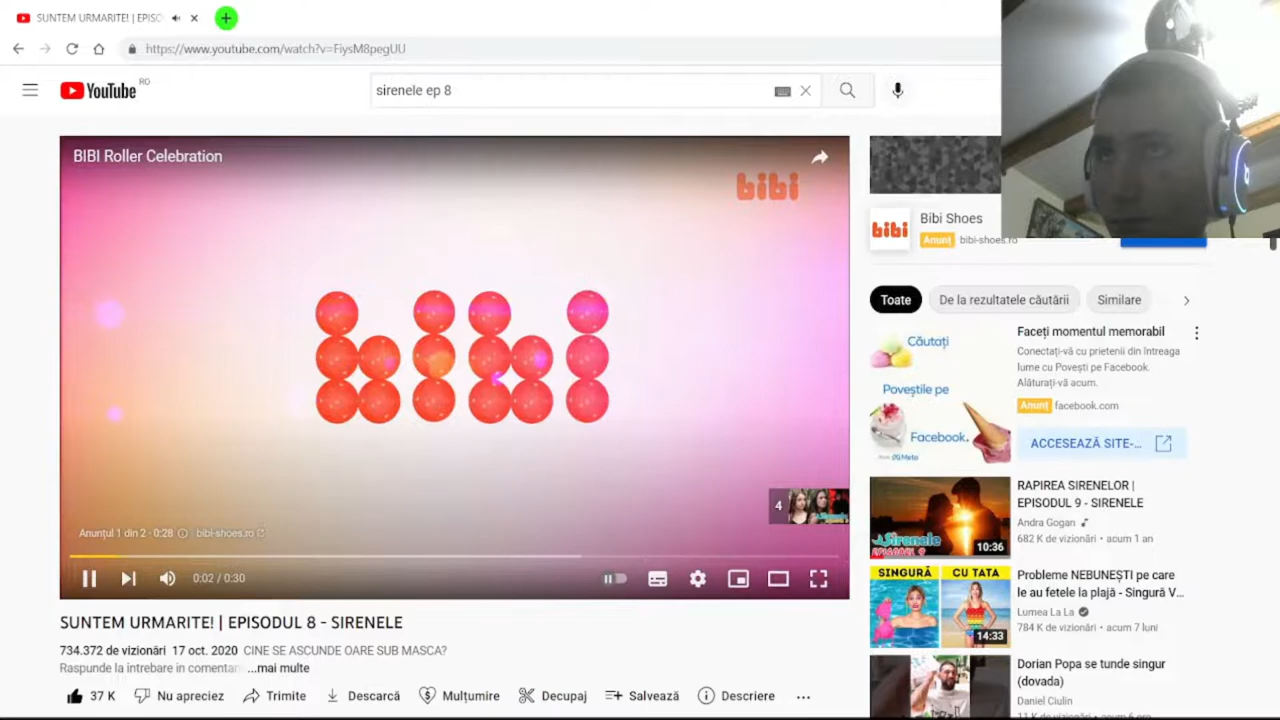 SUNTEM URMARITE! | EPISO
https://www.youtube.com/watch?v=FiysM8pegUU
YouTube RO
sirenele ep 8
BIBI Roller Celebration
bibi
bibi
4
Anunțul 1 din 2 · 0:28 bibi-shoes.ro
0:02 / 0:30
SUNTEM URMARITE! | EPISODUL 8 - SIRENELE
734.372 de vizionări 17 oct. 2020 CINE SE ASCUNDE OARE SUB MASCA?
Raspunde la intrebare in comentar ...mai multe
37 K Nu apreciez Trimite Descarcă Mulțumire Decupaj Salvează Descriere ...
bibi
Bibi Shoes
Anunț bibi-shoes.ro
Toate De la rezultatele căutării Similare
Căutați
Poveștile pe
Facebook.
Meta
Faceți momentul memorabil
Conectați-vă cu prietenii din întreaga
lume cu Povești pe Facebook.
Alăturați-vă acum.
Anunț facebook.com
ACCESEAZĂ SITE-...
Sirenele
EPISODUL 9
10:36
RAPIREA SIRENELOR |
EPISODUL 9 - SIRENELE
Andra Gogan
682 K de vizionări · acum 1 an
SINGURĂ CU TATA
14:33
Probleme NEBUNEȘTI pe care
le au fetele la plajă - Singură V...
Lumea La La
784 K de vizionări · acum 7 luni
Dorian Popa se tunde singur
(dovada)
Daniel Ciulin